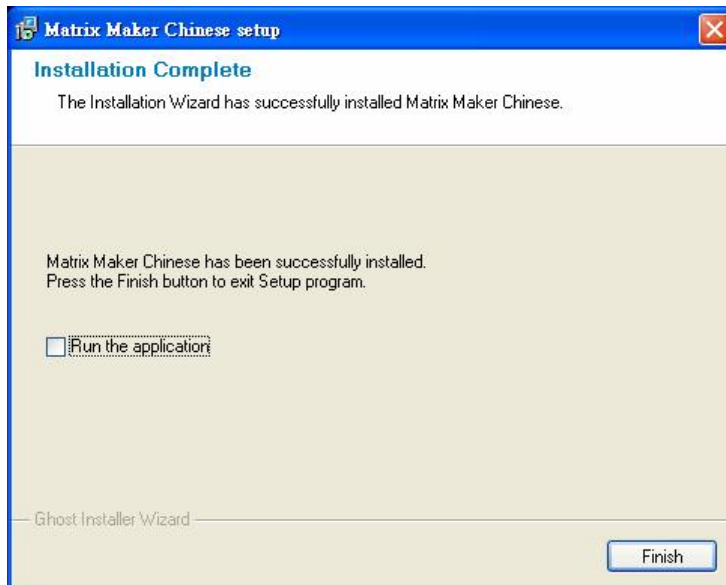 Matrix Maker Chinese setup
Installation Complete
The Installation Wizard has successfully installed Matrix Maker Chinese.
Matrix Maker Chinese has been successfully installed.
Press the Finish button to exit Setup program.
Run the application
Ghost Installer Wizard
Finish